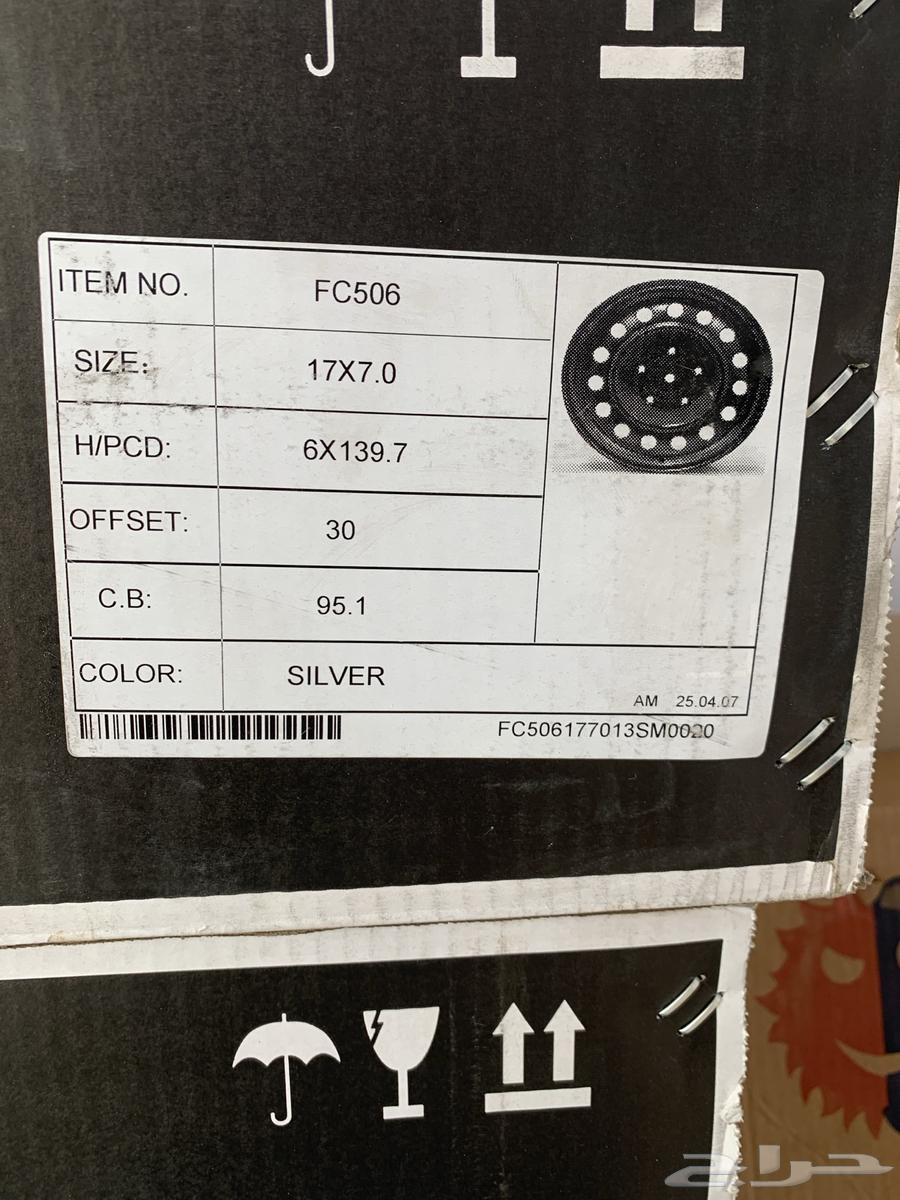 ITEM NO. FC506
SIZE: 17X7.0
H/PCD: 6X139.7
OFFSET: 30
C.B: 95.1
COLOR: SILVER
AM 25.04.07
FC506177013SM0020
حراج